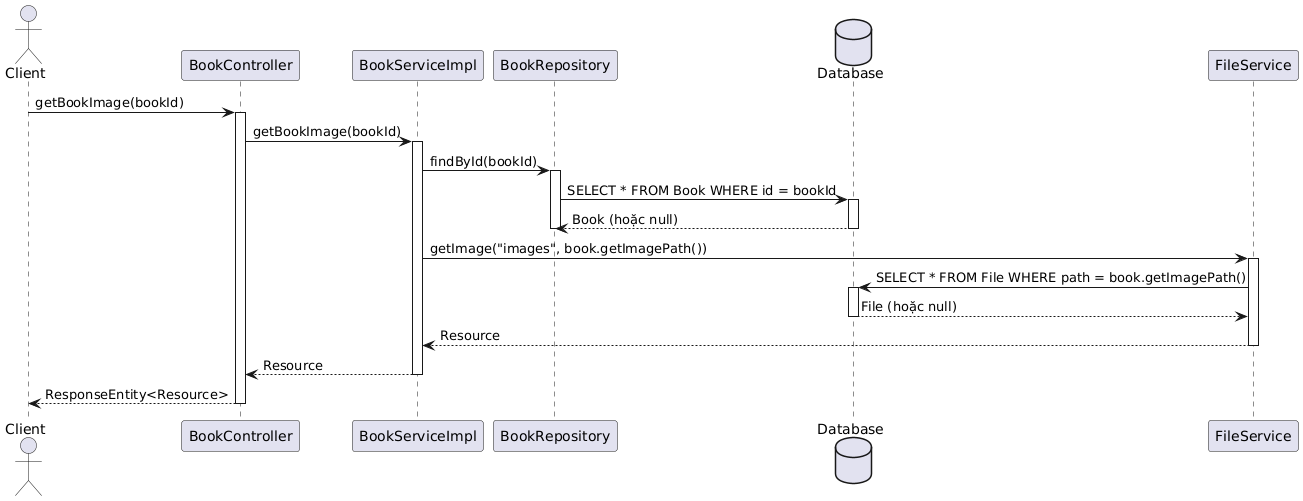 Client
BookController
BookServiceImpl
BookRepository
Database
FileService
getBookImage(bookId)
getBookImage(bookId)
findById(bookId)
SELECT * FROM Book WHERE id = bookId
Book (hoặc null)
getImage("images", book.getImagePath())
SELECT * FROM File WHERE path = book.getImagePath()
File (hoặc null)
Resource
Resource
ResponseEntity<Resource>
Client
BookController
BookServiceImpl
BookRepository
Database
FileService